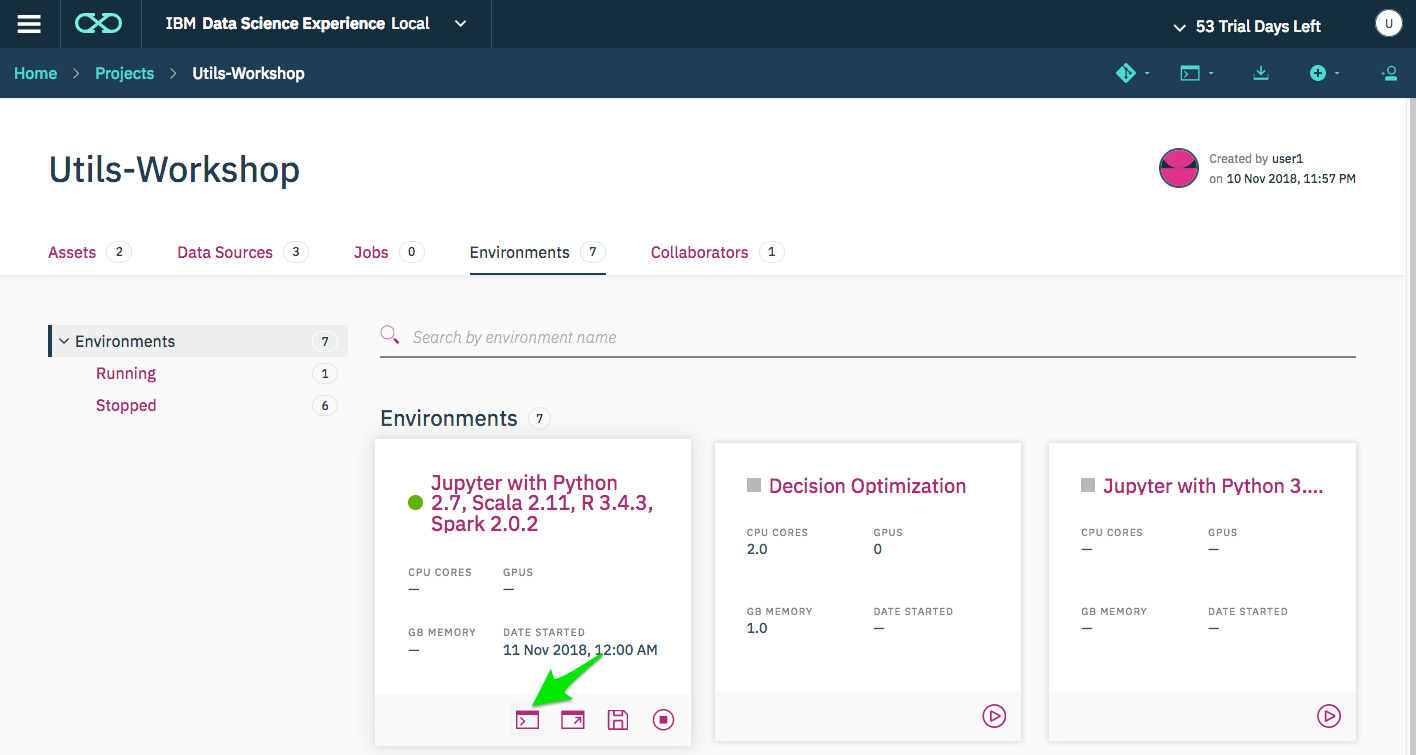 IBM Data Science Experience Local
53 Trial Days Left
U
Home > Projects > Utils-Workshop
Utils-Workshop
Created by user1
on 10 Nov 2018, 11:57 PM
Assets 2 Data Sources 3 Jobs 0 Environments 7 Collaborators 1
Environments 7
Running 1
Stopped 6
Search by environment name
Environments 7
Jupyter with Python
2.7, Scala 2.11, R 3.4.3,
Spark 2.0.2
CPU CORES GPUS
— —
GB MEMORY DATE STARTED
— 11 Nov 2018, 12:00 AM
Decision Optimization
CPU CORES GPUS
2.0 0
GB MEMORY DATE STARTED
1.0 —
Jupyter with Python 3....
CPU CORES GPUS
— —
GB MEMORY DATE STARTED
— —